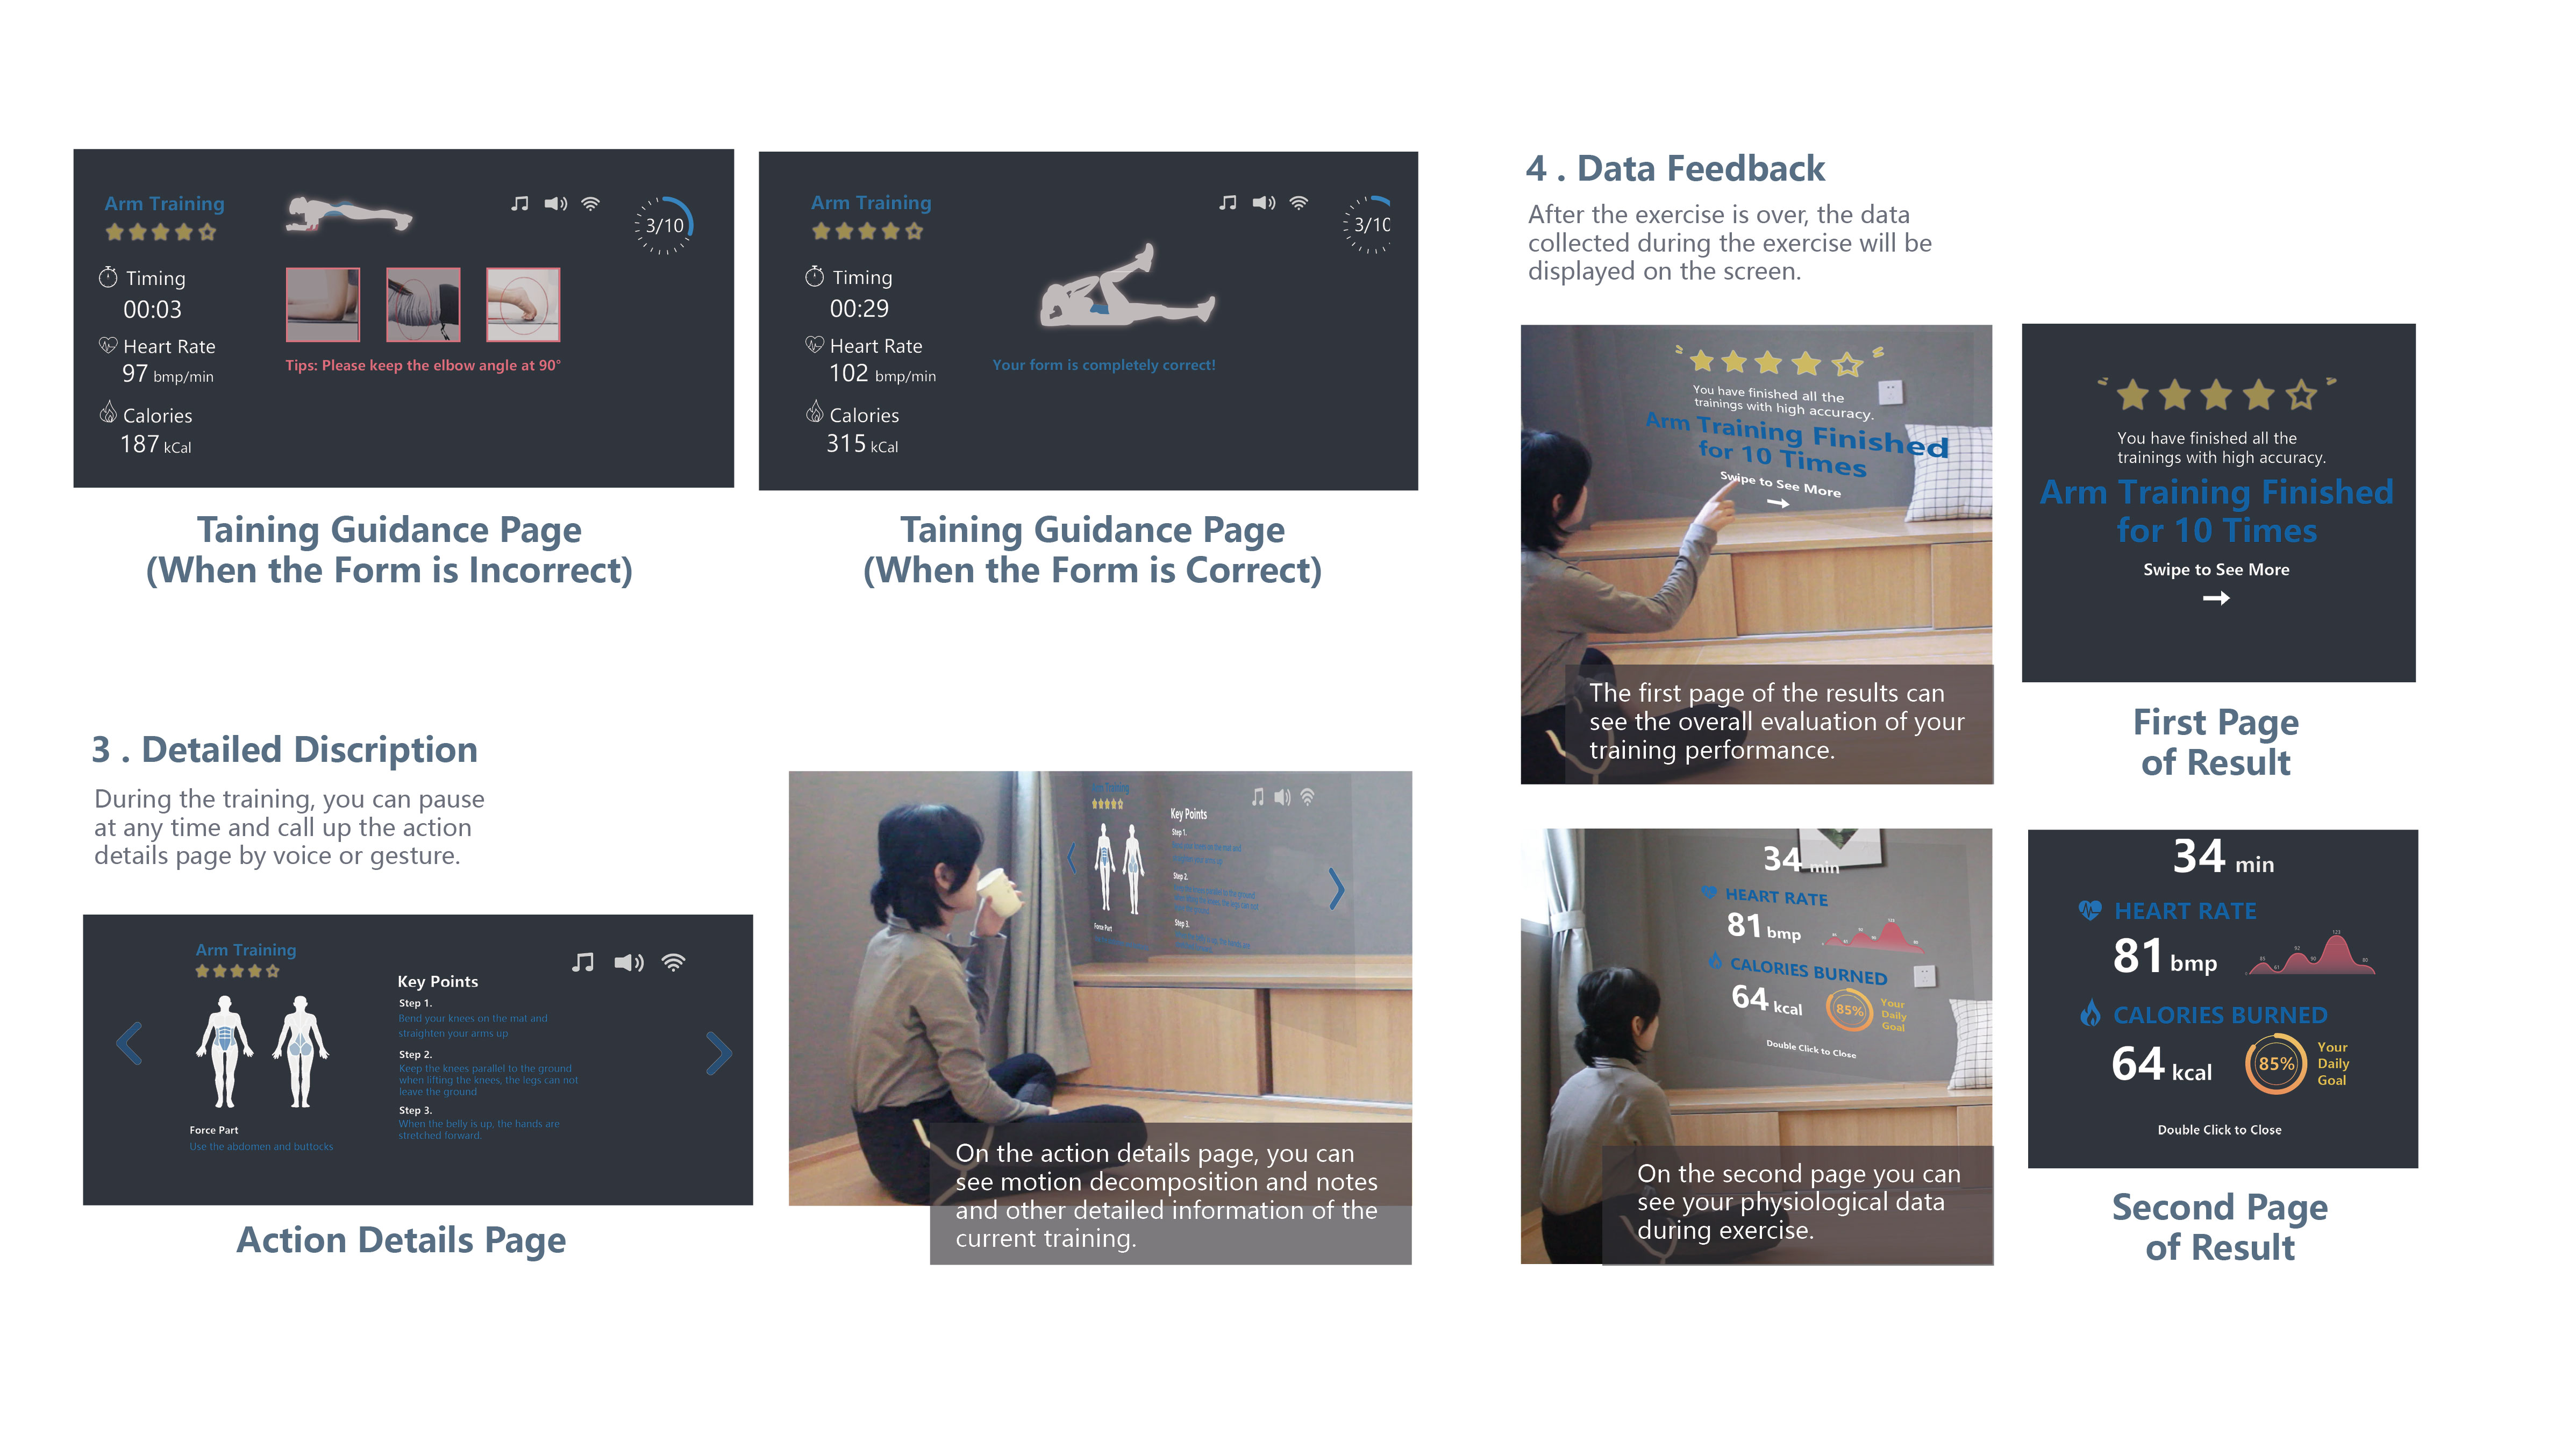 Arm Training
3/10
Timing
00:03
Heart Rate
97 bmp/min
Calories
187 kCal
Tips: Please keep the elbow angle at 90°
Taining Guidance Page
(When the Form is Incorrect)
Arm Training
3/10
Timing
00:29
Heart Rate
102 bmp/min
Calories
315 kCal
Your form is completely correct!
Taining Guidance Page
(When the Form is Correct)
3 . Detailed Discription
During the training, you can pause
at any time and call up the action
details page by voice or gesture.
Arm Training
Key Points
Step 1.
Bend your knees on the mat and
straighten your arms up
Step 2.
Keep the knees parallel to the ground
when lifting the knees, the legs can not
leave the ground
Step 3.
When the belly is up, the hands are
stretched forward.
Force Part
Use the abdomen and buttocks
Action Details Page
Arm Training
Key Points
Step 1.
Step 2.
Step 3.
Force Part
On the action details page, you can
see motion decomposition and notes
and other detailed information of the
current training.
4 . Data Feedback
After the exercise is over, the data
collected during the exercise will be
displayed on the screen.
You have finished all the
trainings with high accuracy.
Arm Training Finished
for 10 Times
Swipe to See More
The first page of the results can
see the overall evaluation of your
training performance.
You have finished all the
trainings with high accuracy.
Arm Training Finished
for 10 Times
Swipe to See More
First Page
of Result
34 min
HEART RATE
81 bmp
CALORIES BURNED
64 kcal
85%
Your
Daily
Goal
Double Click to Close
On the second page you can
see your physiological data
during exercise.
34 min
HEART RATE
81 bmp
92
123
CALORIES BURNED
64 kcal
85%
Your
Daily
Goal
Double Click to Close
Second Page
of Result